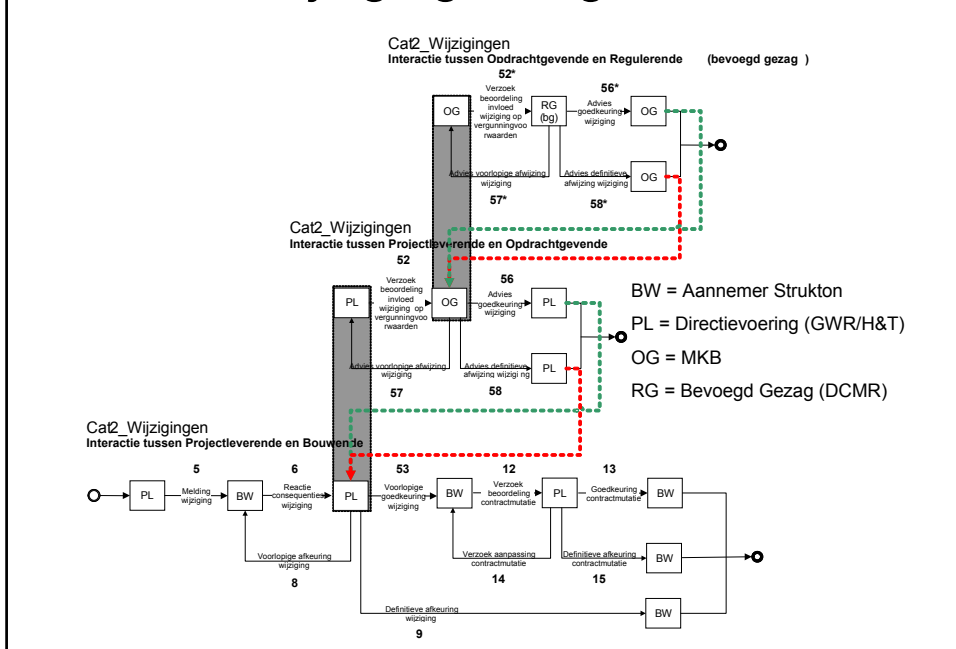 Cat2_Wijzigingen
Interactie tussen Opdrachtgevende en Regulerende (bevoegd gezag )
52*
56*
OG
Verzoek
beoordeling
invloed
wijziging op
vergunningvoo
rwaarden
RG
(bg)
Advies
goedkeuring
wijziging
OG
Advies voorlopige afwijzing
wijziging
57*
Advies definitieve
afwijzing wijziging
58*
OG
Cat2_Wijzigingen
Interactie tussen Projectleverende en Opdrachtgevende
52
56
PL
Verzoek
beoordeling
invloed
wijziging op
vergunningvoo
rwaarden
OG
Advies
goedkeuring
wijziging
PL
Advies voorlopige afwijzing
wijziging
57
Advies definitieve
afwijzing wijziging
58
PL
BW = Aannemer Strukton
PL = Directievoering (GWR/H&T)
OG = MKB
RG = Bevoegd Gezag (DCMR)
Cat2_Wijzigingen
Interactie tussen Projectleverende en Bouwende
5
6
53
12
13
PL
Melding
wijziging
BW
Reactie
consequenties
wijziging
PL
Voorlopige
goedkeuring
wijziging
BW
Verzoek
beoordeling
contractmutatie
PL
Goedkeuring
contractmutatie
BW
Voorlopige afkeuring
wijziging
8
Verzoek aanpassing
contractmutatie
14
Definitieve afkeuring
contractmutatie
15
BW
Definitieve afkeuring
wijziging
9
BW